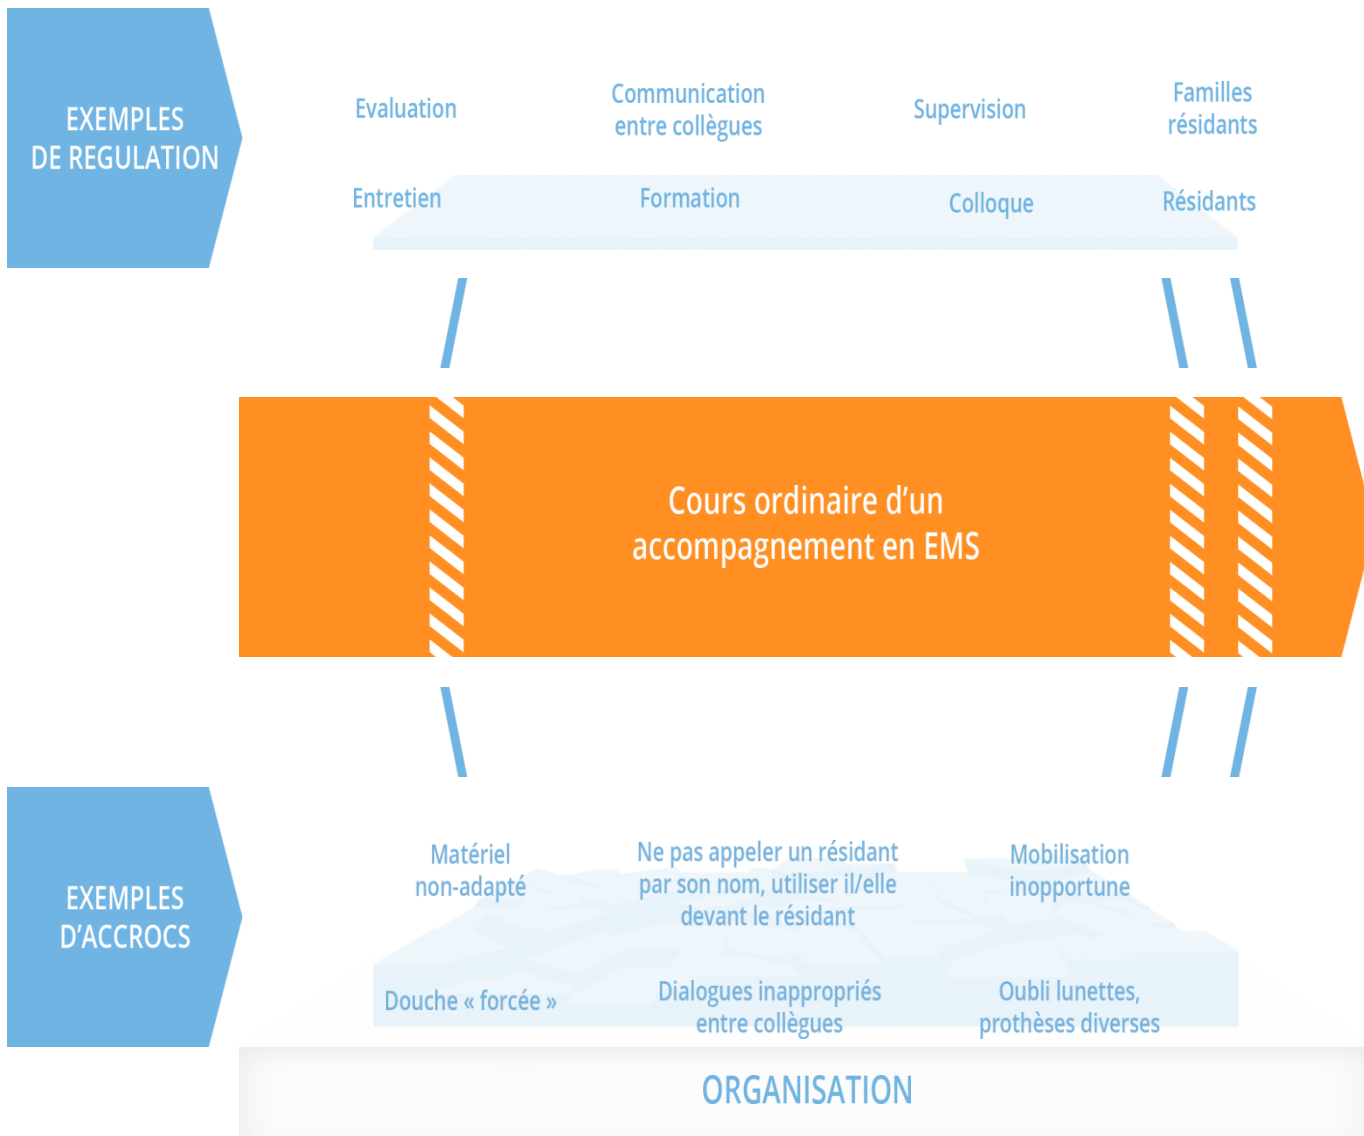 EXEMPLES
DE REGULATION
Evaluation
Communication
entre collègues
Supervision
Familles
résidants
Entretien
Formation
Colloque
Résidants
Cours ordinaire d’un
accompagnement en EMS
EXEMPLES
D’ACCROCS
Matériel
non-adapté
Ne pas appeler un résidant
par son nom, utiliser il/elle
devant le résidant
Mobilisation
inopportune
Douche « forcée »
Dialogues inappropriés
entre collègues
Oubli lunettes,
prothèses diverses
ORGANISATION